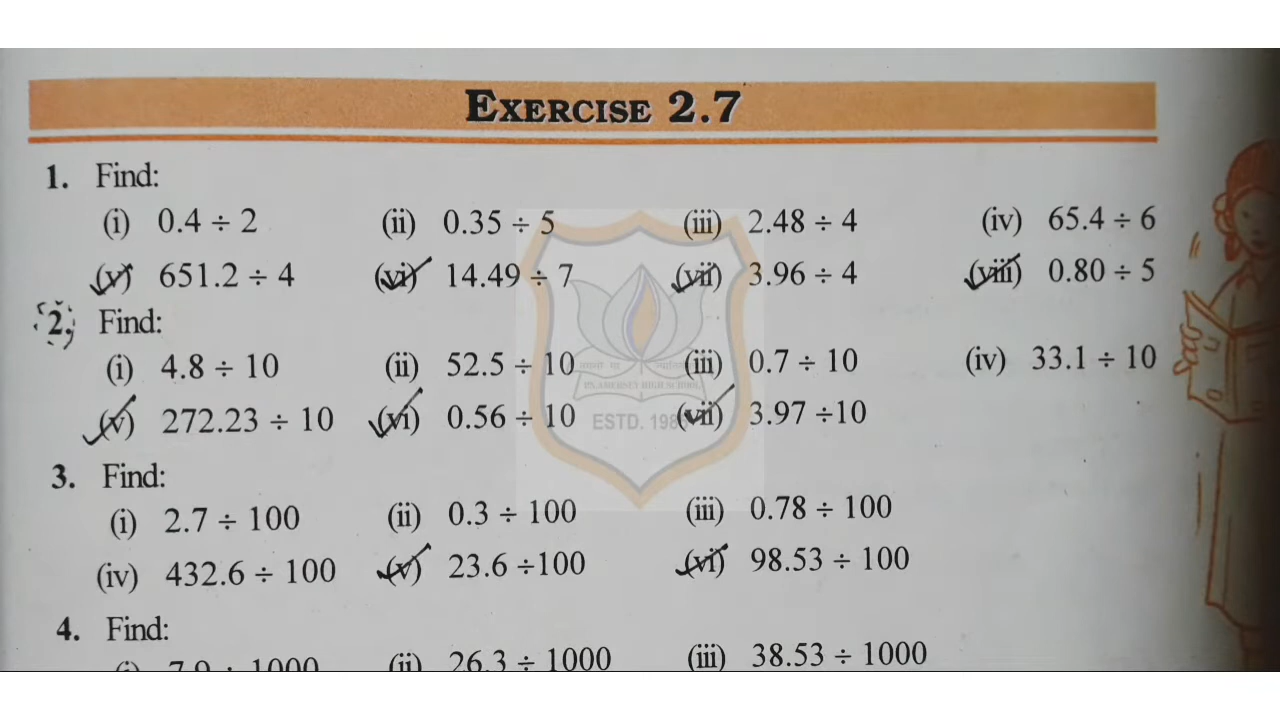 EXERCISE 2.7
1. Find:
(i) 0.4 ÷ 2 (ii) 0.35 ÷ 5 (iii) 2.48 ÷ 4 (iv) 65.4 ÷ 6
(v) 651.2 ÷ 4 (vi) 14.49 ÷ 7 (vii) 3.96 ÷ 4 (viii) 0.80 ÷ 5
2. Find:
(i) 4.8 ÷ 10 (ii) 52.5 ÷ 10 (iii) 0.7 ÷ 10 (iv) 33.1 ÷ 10
(v) 272.23 ÷ 10 (vi) 0.56 ÷ 10 (vii) 3.97 ÷10
ESTD. 198
3. Find:
(i) 2.7 ÷ 100 (ii) 0.3 ÷ 100 (iii) 0.78 ÷ 100
(iv) 432.6 ÷ 100 (v) 23.6 ÷100 (vi) 98.53 ÷ 100
4. Find:
(i) 7.9 ÷ 1000 (ii) 26.3 ÷ 1000 (iii) 38.53 ÷ 1000